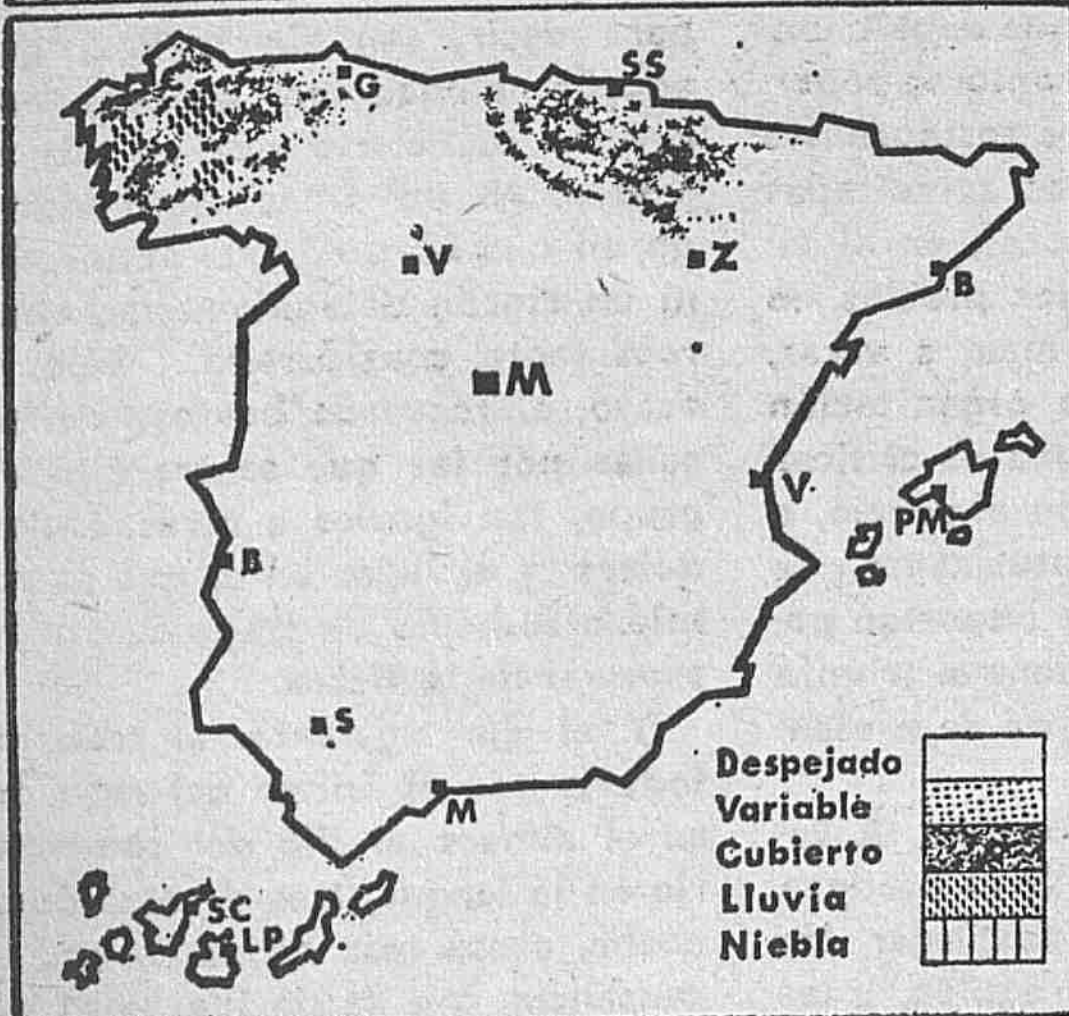 SS
G
V
Z
B
M
V
PM
B
S
M
SC
LP
Despejado
Variable
Cubierto
Lluvia
Niebla